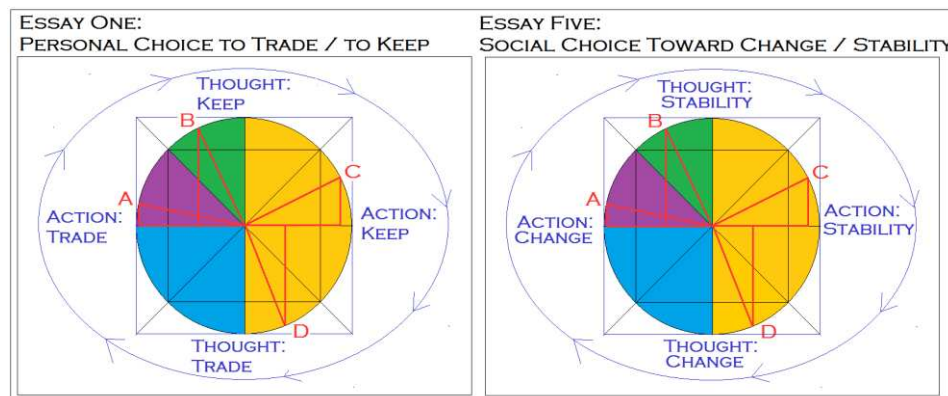 ESSAY ONE:
PERSONAL CHOICE TO TRADE / TO KEEP
THOUGHT:
KEEP
B
A
C
ACTION:
TRADE
ACTION:
KEEP
D
THOUGHT:
TRADE
ESSAY FIVE:
SOCIAL CHOICE TOWARD CHANGE / STABILITY
THOUGHT:
STABILITY
B
A
C
ACTION:
CHANGE
ACTION:
STABILITY
D
THOUGHT:
CHANGE